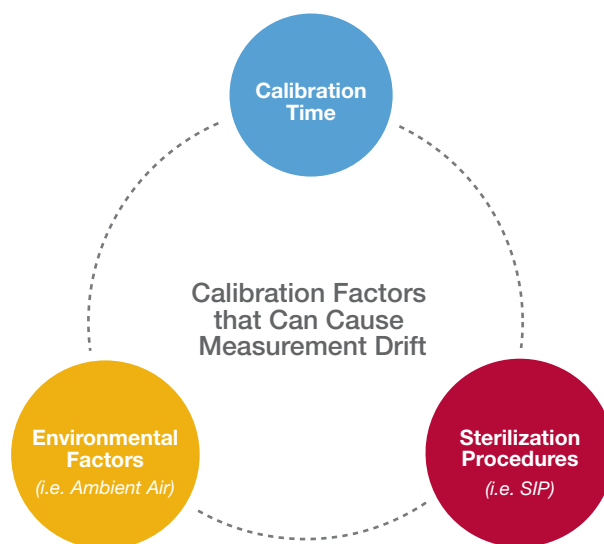 Calibration
Time
Calibration Factors
that Can Cause
Measurement Drift
Environmental
Factors
(i.e. Ambient Air)
Sterilization
Procedures
(i.e. SIP)